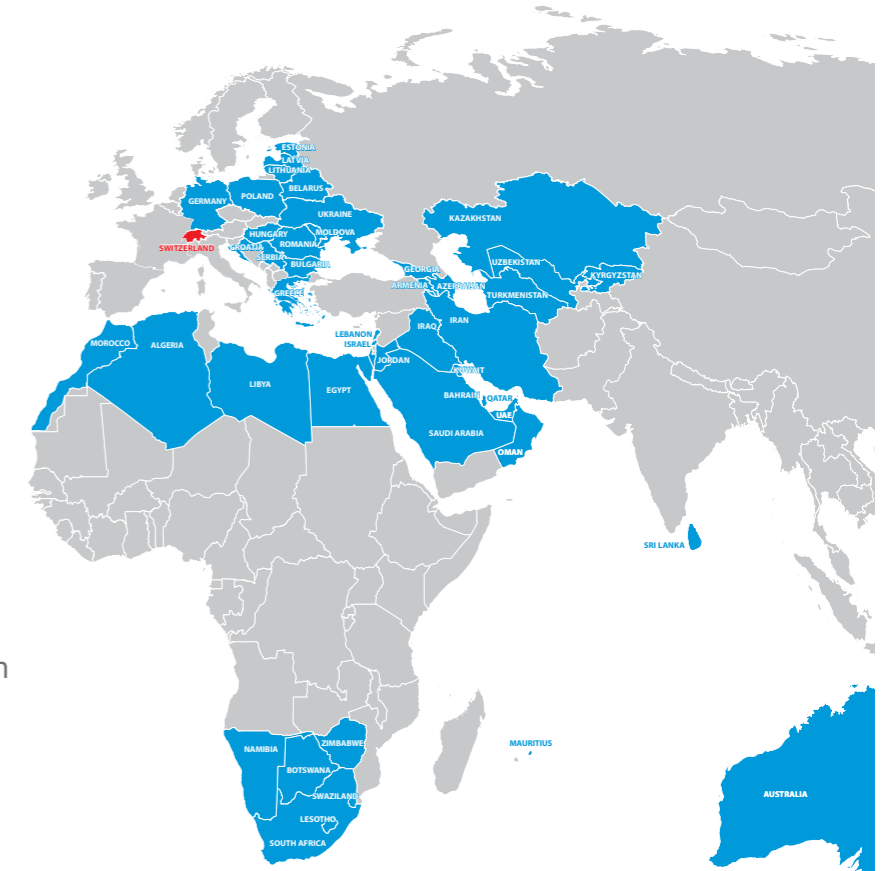 ESTONIA
LATVIA
LITHUANIA
BELARUS
GERMANY
POLAND
UKRAINE
KAZAKHSTAN
HUNGARY
MOLDOVA
SWITZERLAND
CROATIA
ROMANIA
SERBIA
BULGARIA
UZBEKISTAN
GEORGIA
KYRGYZSTAN
ARMENIA
AZERBAIJAN
GREECE
TURKMENISTAN
IRAN
IRAQ
LEBANON
ISRAEL
MOROCCO
ALGERIA
JORDAN
KUWAIT
LIBYA
EGYPT
BAHRAIN
QATAR
UAE
SAUDI ARABIA
OMAN
SRI LANKA
n
MAURITIUS
NAMIBIA
ZIMBABWE
BOTSWANA
SWAZILAND
AUSTRALIA
LESOTHO
SOUTH AFRICA